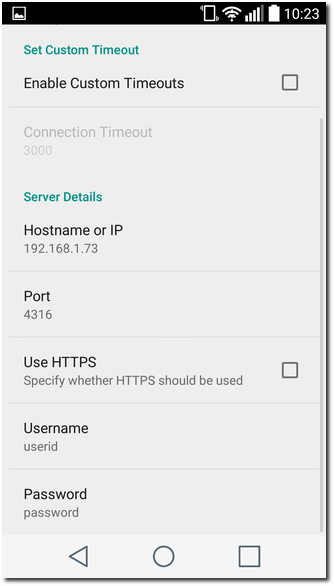 10:23
Set Custom Timeout
Enable Custom Timeouts
Connection Timeout
3000
Server Details
Hostname or IP
192.168.1.73
Port
4316
Use HTTPS
Specify whether HTTPS should be used
Username
userid
Password
password